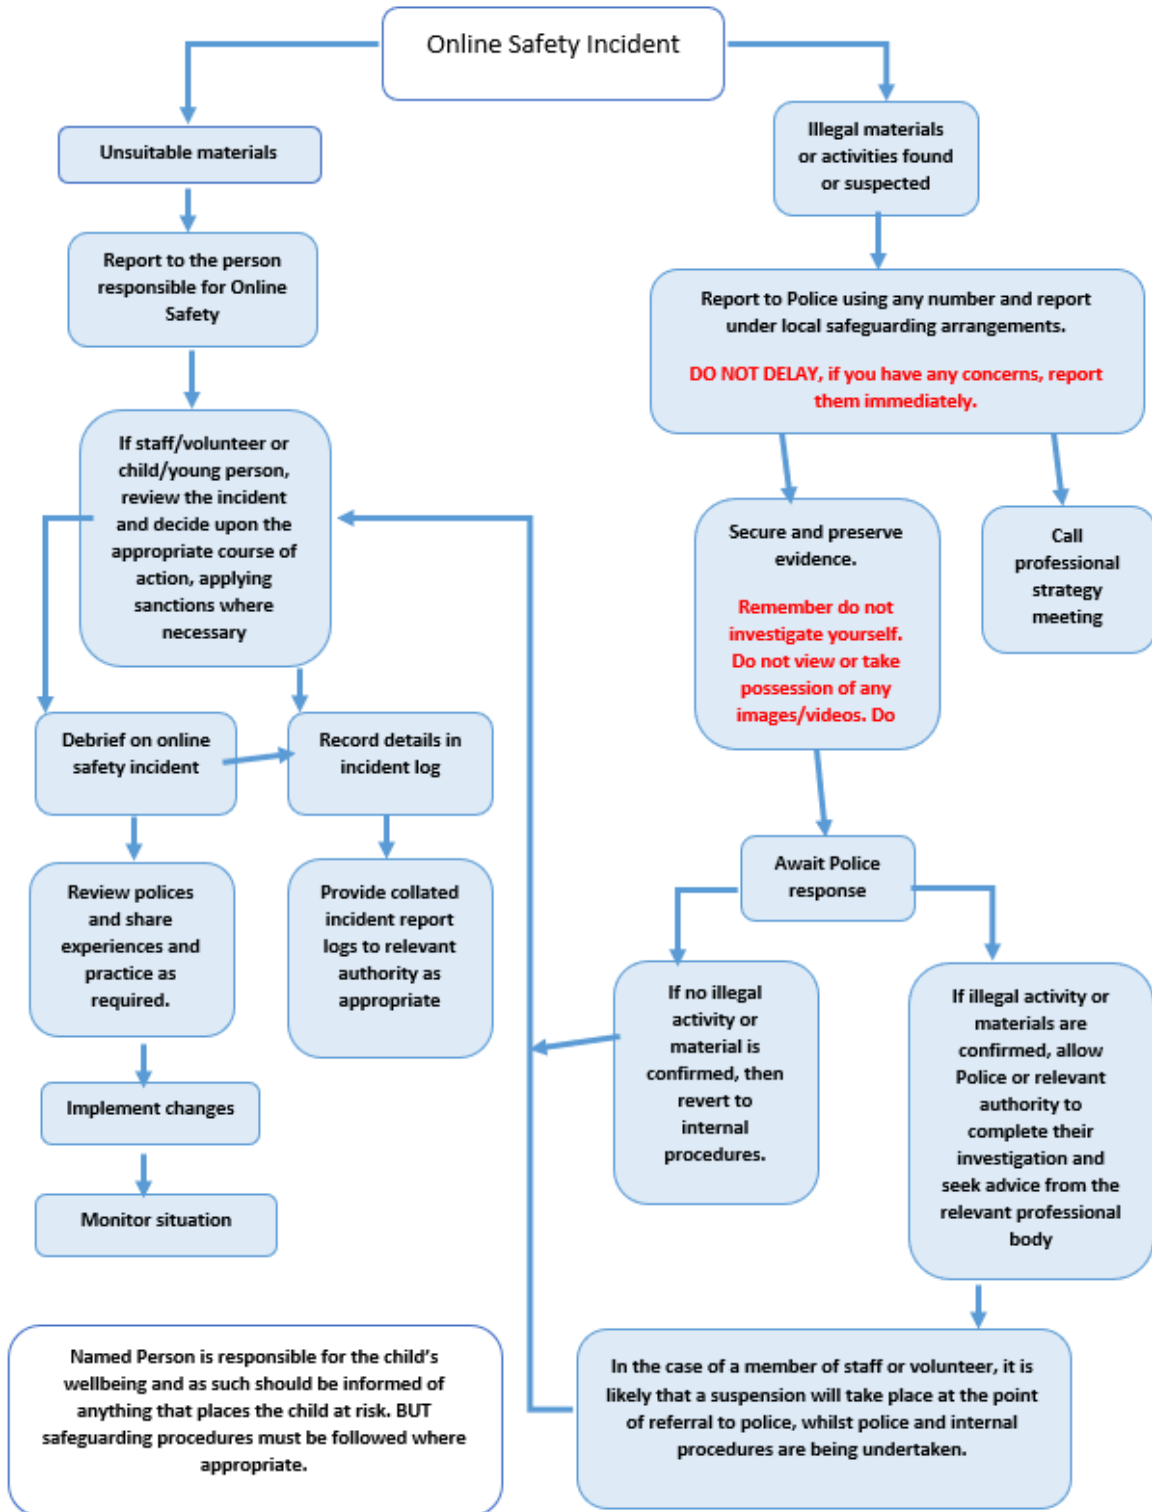 Online Safety Incident
Unsuitable materials
Report to the person
responsible for Online
Safety
If staff/volunteer or
child/young person,
review the incident
and decide upon the
appropriate course of
action, applying
sanctions where
necessary
Debrief on online
safety incident
Record details in
incident log
Review polices
and share
experiences and
practice as
required.
Provide collated
incident report
logs to relevant
authority as
appropriate
Implement changes
Monitor situation
Illegal materials
or activities found
or suspected
Report to Police using any number and report
under local safeguarding arrangements.
DO NOT DELAY, if you have any concerns, report
them immediately.
Secure and preserve
evidence.
Remember do not
investigate yourself.
Do not view or take
possession of any
images/videos. Do
Call
professional
strategy
meeting
Await Police
response
If no illegal
activity or
material is
confirmed, then
revert to
internal
procedures.
If illegal activity or
materials are
confirmed, allow
Police or relevant
authority to
complete their
investigation and
seek advice from the
relevant professional
body
In the case of a member of staff or volunteer, it is
likely that a suspension will take place at the point
of referral to police, whilst police and internal
procedures are being undertaken.
Named Person is responsible for the child's
wellbeing and as such should be informed of
anything that places the child at risk. BUT
safeguarding procedures must be followed where
appropriate.